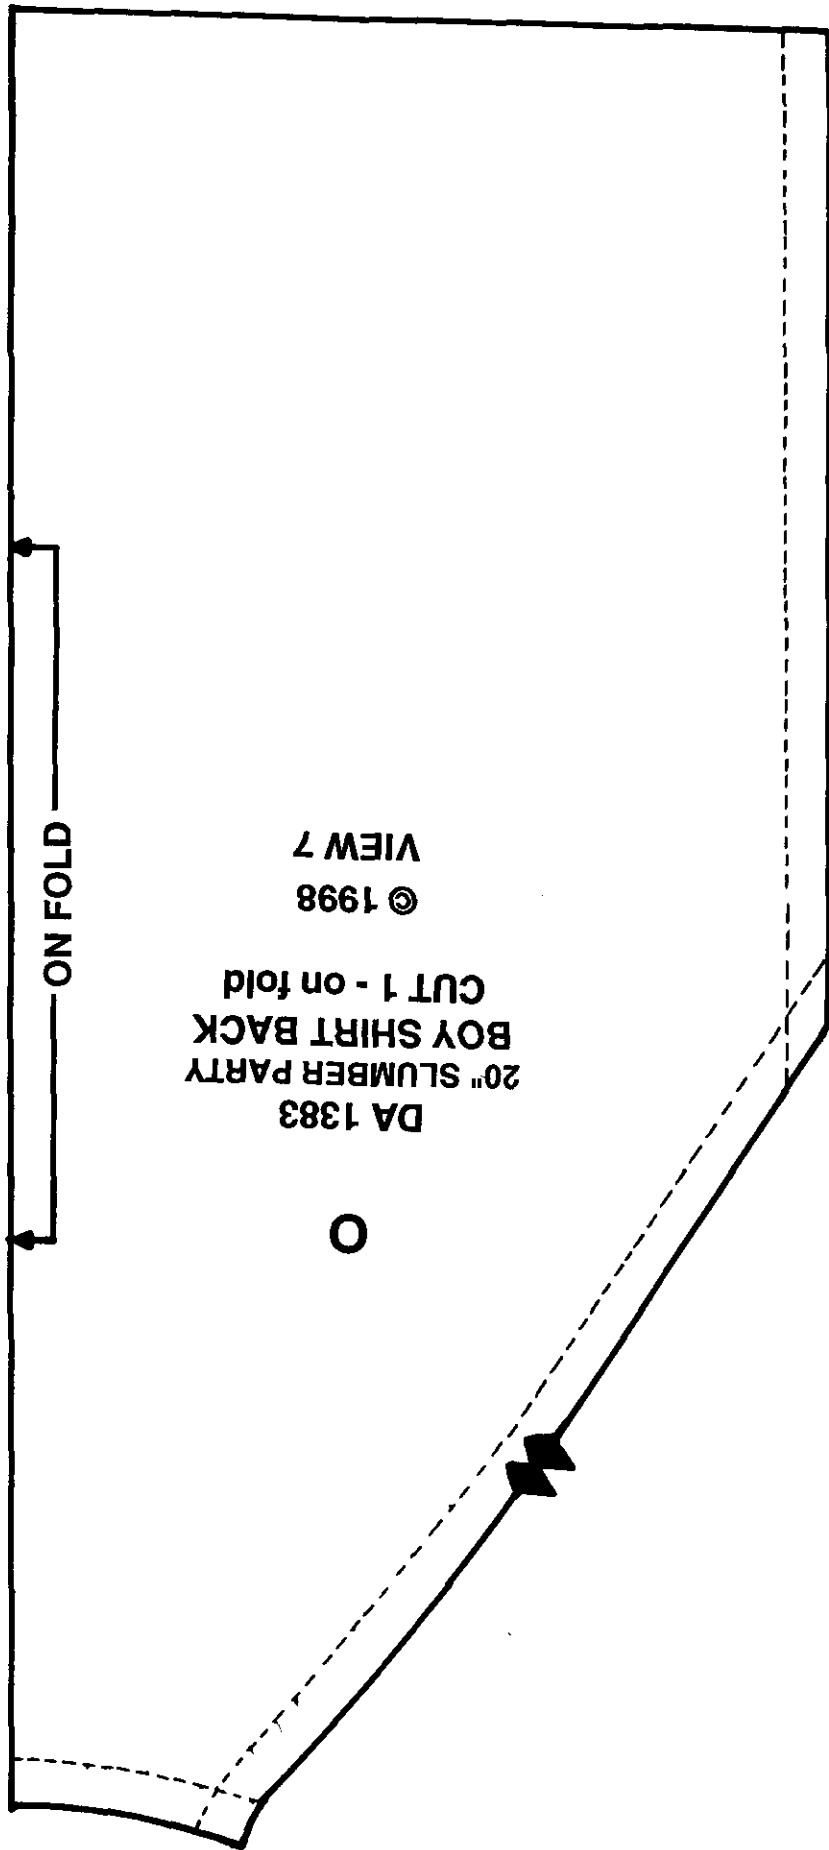 O
DA 1383
20" SLUMBER PARTY
BOY SHIRT BACK
CUT 1 - on fold
© 1998
VIEW 7
ON FOLD